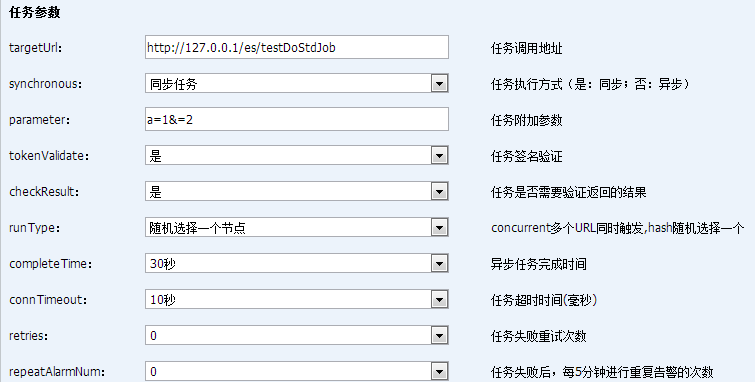 任务参数
targetUrl: http://127.0.0.1/es/testDoStdJob 任务调用地址
synchronous: 同步任务 任务执行方式（是：同步；否：异步）
parameter: a=1&=2 任务附加参数
tokenValidate: 是 任务签名验证
checkResult: 是 任务是否需要验证返回的结果
runType: 随机选择一个节点 concurrent多个URL同时触发,hash随机选择一个
completeTime: 30秒 异步任务完成时间
connTimeout: 10秒 任务超时时间(毫秒)
retries: 0 任务失败重试次数
repeatAlarmNum: 0 任务失败后，每5分钟进行重复告警的次数